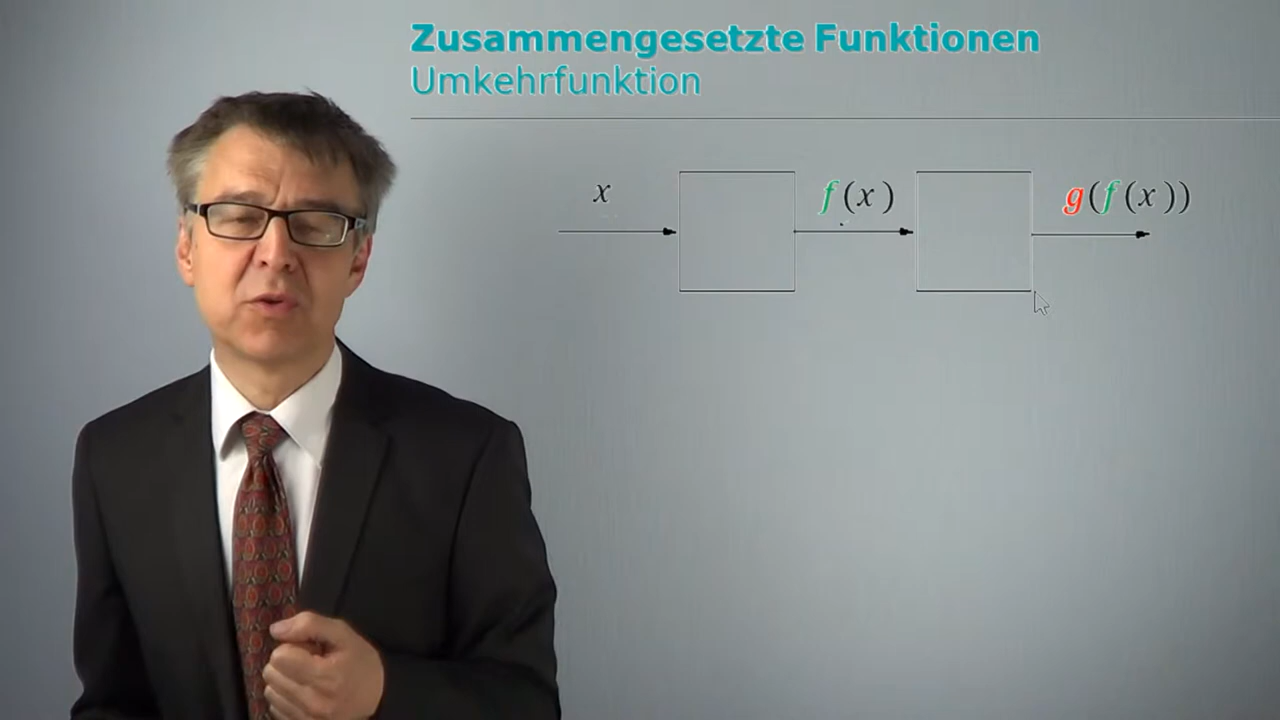 Zusammengesetzte Funktionen
Umkehrfunktion
x
f(x)
g(f(x))